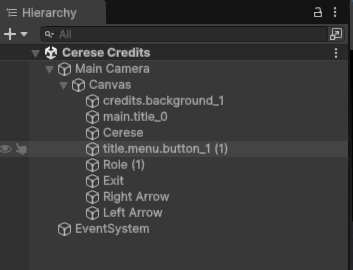 Hierarchy
All
Cerese Credits
Main Camera
Canvas
credits.background_1
main.title_0
Cerese
title.menu.button_1 (1)
Role (1)
Exit
Right Arrow
Left Arrow
EventSystem